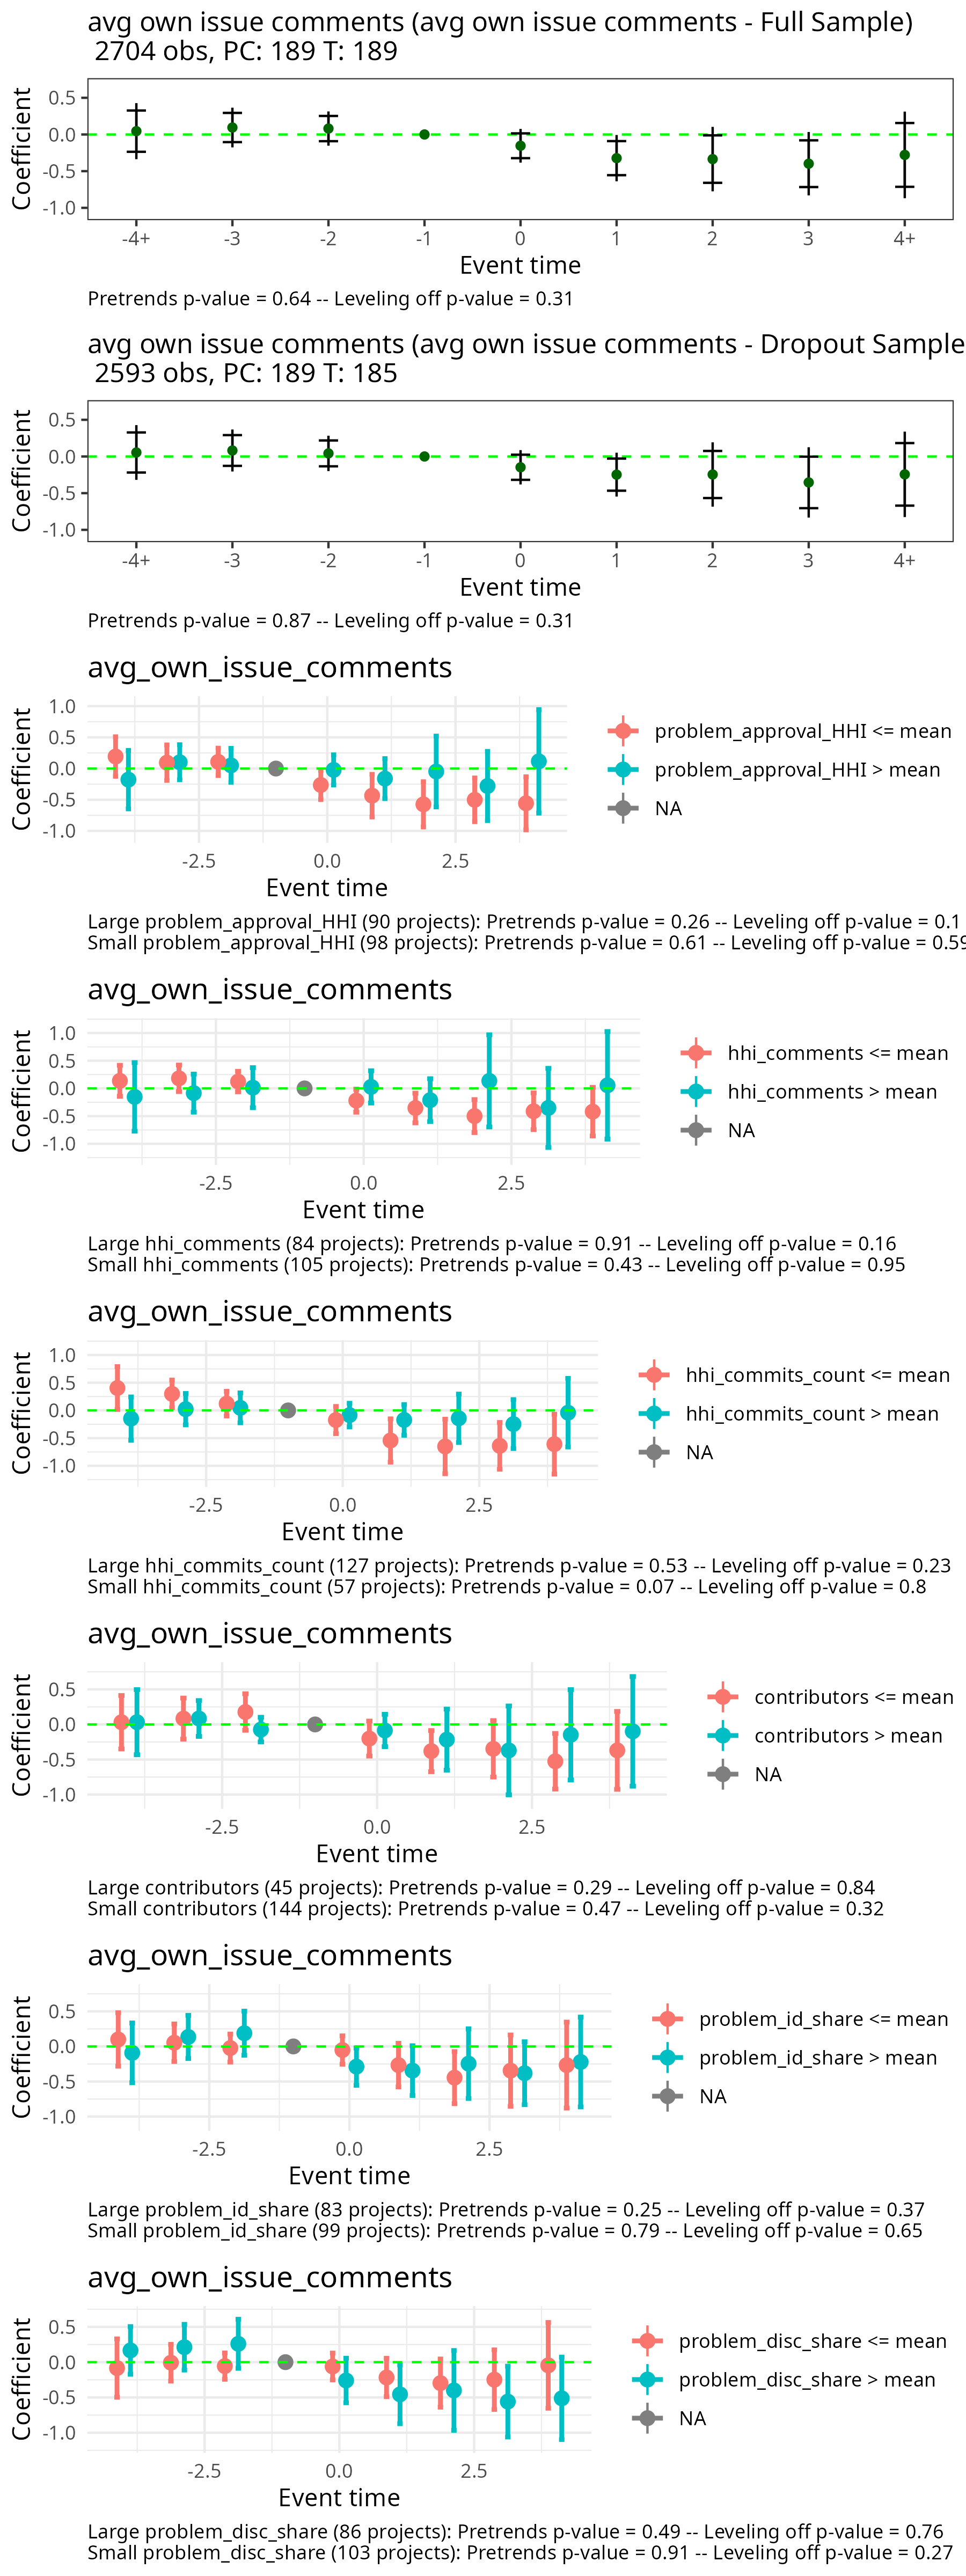 avg own issue comments (avg own issue comments - Full Sample)
2704 obs, PC: 189 T: 189
Coefficient
0.5
0.0
-0.5
-1.0
-4+ -3 -2 -1 0 1 2 3 4+
Event time
Pretrends p-value = 0.64 -- Leveling off p-value = 0.31
avg own issue comments (avg own issue comments - Dropout Sample
2593 obs, PC: 189 T: 185
Coefficient
0.5
0.0
-0.5
-1.0
-4+ -3 -2 -1 0 1 2 3 4+
Event time
Pretrends p-value = 0.87 -- Leveling off p-value = 0.31
avg_own_issue_comments
Coefficient
1.0
0.5
0.0
-0.5
-1.0
-2.5 0.0 2.5
Event time
problem_approval_HHI <= mean
problem_approval_HHI > mean
NA
Large problem_approval_HHI (90 projects): Pretrends p-value = 0.26 -- Leveling off p-value = 0.1
Small problem_approval_HHI (98 projects): Pretrends p-value = 0.61 -- Leveling off p-value = 0.59
avg_own_issue_comments
Coefficient
1.0
0.5
0.0
-0.5
-1.0
-2.5 0.0 2.5
Event time
hhi_comments <= mean
hhi_comments > mean
NA
Large hhi_comments (84 projects): Pretrends p-value = 0.91 -- Leveling off p-value = 0.16
Small hhi_comments (105 projects): Pretrends p-value = 0.43 -- Leveling off p-value = 0.95
avg_own_issue_comments
Coefficient
1.0
0.5
0.0
-0.5
-1.0
-2.5 0.0 2.5
Event time
hhi_commits_count <= mean
hhi_commits_count > mean
NA
Large hhi_commits_count (127 projects): Pretrends p-value = 0.53 -- Leveling off p-value = 0.23
Small hhi_commits_count (57 projects): Pretrends p-value = 0.07 -- Leveling off p-value = 0.8
avg_own_issue_comments
Coefficient
0.5
0.0
-0.5
-1.0
-2.5 0.0 2.5
Event time
contributors <= mean
contributors > mean
NA
Large contributors (45 projects): Pretrends p-value = 0.29 -- Leveling off p-value = 0.84
Small contributors (144 projects): Pretrends p-value = 0.47 -- Leveling off p-value = 0.32
avg_own_issue_comments
Coefficient
0.5
0.0
-0.5
-1.0
-2.5 0.0 2.5
Event time
problem_id_share <= mean
problem_id_share > mean
NA
Large problem_id_share (83 projects): Pretrends p-value = 0.25 -- Leveling off p-value = 0.37
Small problem_id_share (99 projects): Pretrends p-value = 0.79 -- Leveling off p-value = 0.65
avg_own_issue_comments
Coefficient
0.5
0.0
-0.5
-1.0
-2.5 0.0 2.5
Event time
problem_disc_share <= mean
problem_disc_share > mean
NA
Large problem_disc_share (86 projects): Pretrends p-value = 0.49 -- Leveling off p-value = 0.76
Small problem_disc_share (103 projects): Pretrends p-value = 0.91 -- Leveling off p-value = 0.27